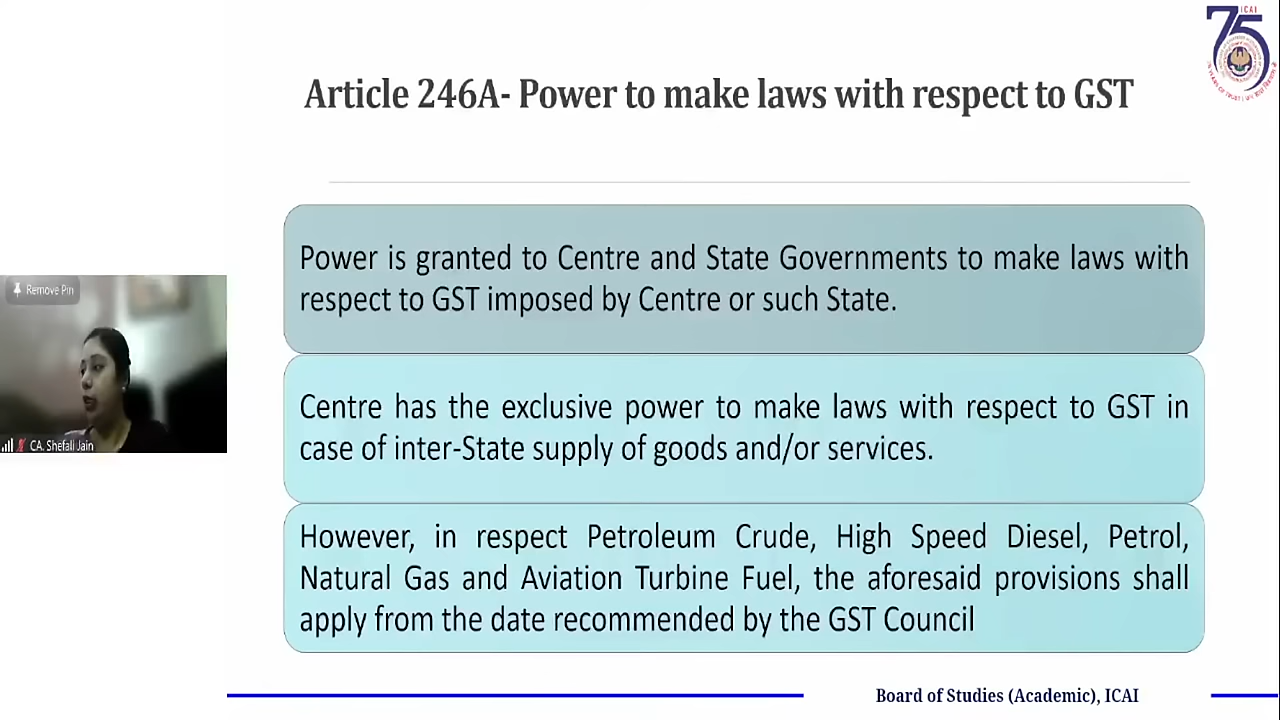 ICAI
75
Article 246A- Power to make laws with respect to GST
Power is granted to Centre and State Governments to make laws with
respect to GST imposed by Centre or such State.
Remove Pin
Centre has the exclusive power to make laws with respect to GST in
case of inter-State supply of goods and/or services.
CA. Shefali Jain
However, in respect Petroleum Crude, High Speed Diesel, Petrol,
Natural Gas and Aviation Turbine Fuel, the aforesaid provisions shall
apply from the date recommended by the GST Council
Board of Studies (Academic), ICAI